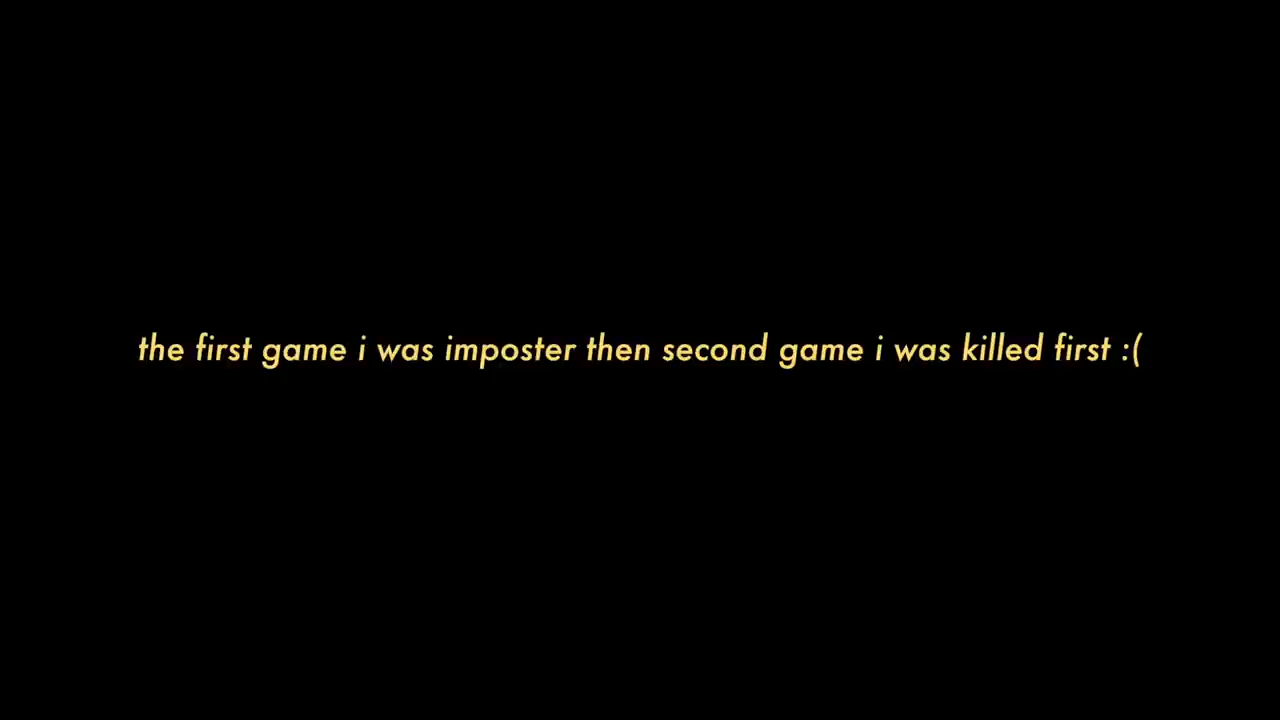 the first game i was imposter then second game i was killed first :(